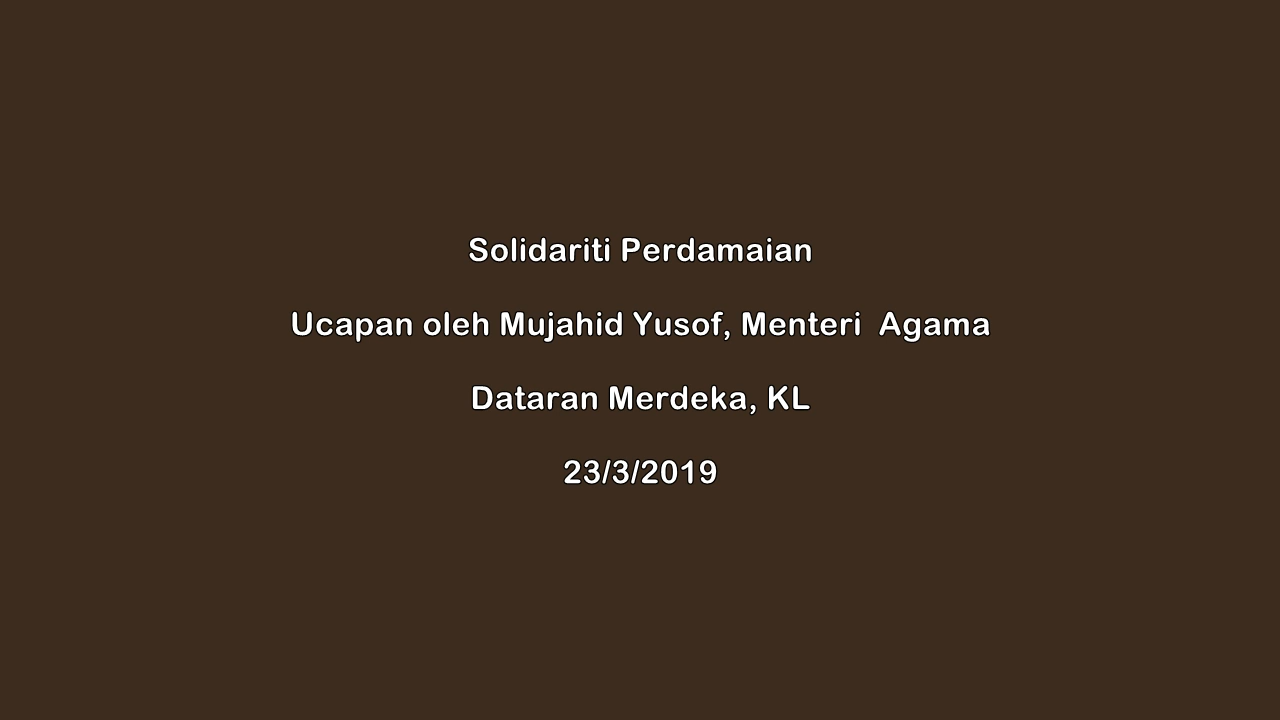 Solidariti Perdamaian
Ucapan oleh Mujahid Yusof, Menteri  Agama
Dataran Merdeka, KL
23/3/2019